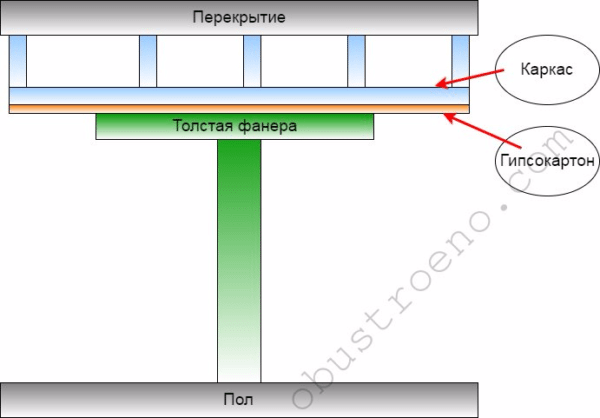 Перекрытие
Каркас
Толстая фанера
Гипсокартон
obustroeno.com
Пол